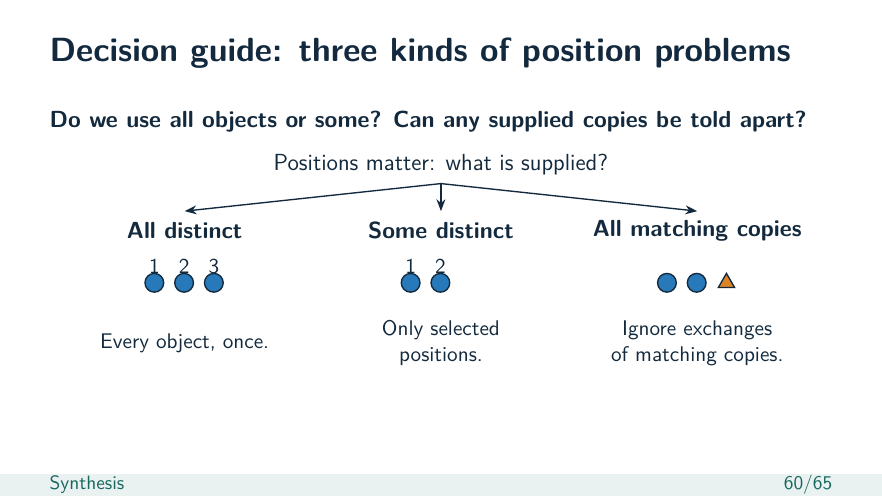 Decision guide: three kinds of position problems
Do we use all objects or some? Can any supplied copies be told apart?
Positions matter: what is supplied?
All distinct
Some distinct
All matching copies
1 2 3
1 2
Every object, once.
Only selected
positions.
Ignore exchanges
of matching copies.
Synthesis
60/65